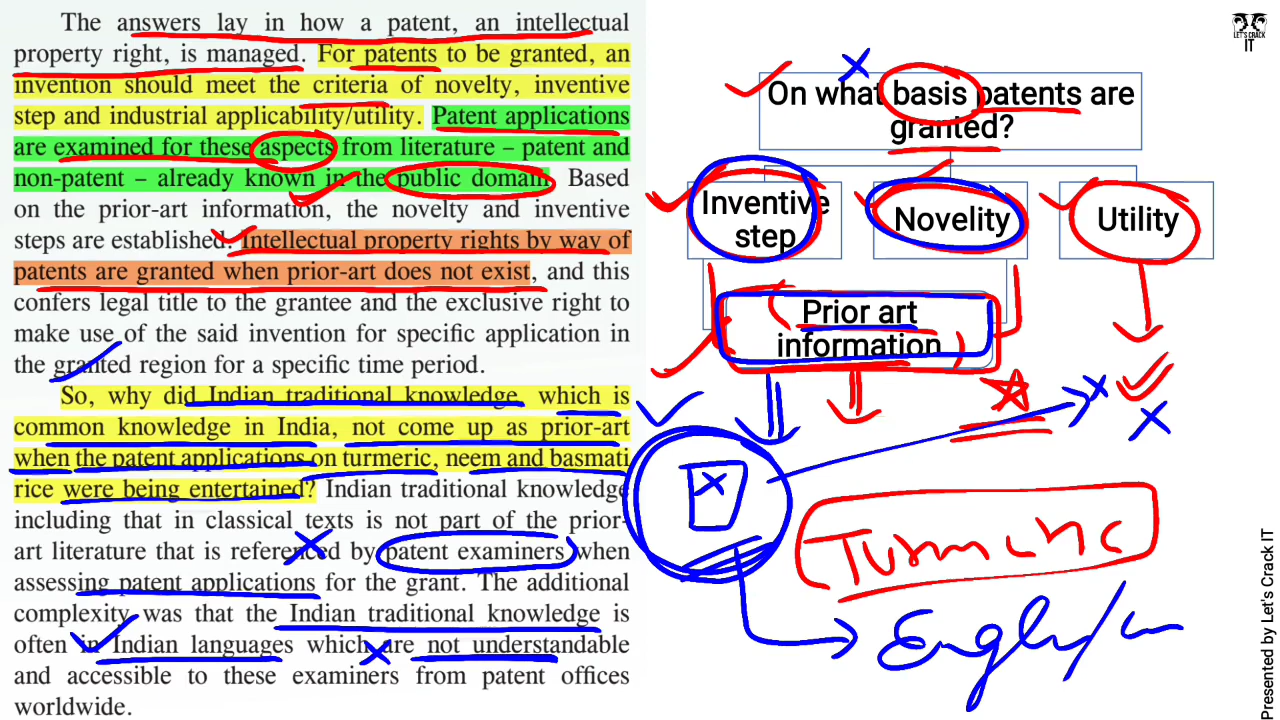 The answers lay in how a patent, an intellectual
property right, is managed. For patents to be granted, an
invention should meet the criteria of novelty, inventive
step and industrial applicability/utility. Patent applications
are examined for these aspects from literature – patent and
non-patent – already known in the public domain. Based
on the prior-art information, the novelty and inventive
steps are established. Intellectual property rights by way of
patents are granted when prior-art does not exist, and this
confers legal title to the grantee and the exclusive right to
make use of the said invention for specific application in
the granted region for a specific time period.
So, why did Indian traditional knowledge, which is
common knowledge in India, not come up as prior-art
when the patent applications on turmeric, neem and basmati
rice were being entertained? Indian traditional knowledge
including that in classical texts is not part of the prior-
art literature that is referenced by patent examiners when
assessing patent applications for the grant. The additional
complexity was that the Indian traditional knowledge is
often in Indian languages which are not understandable
and accessible to these examiners from patent offices
worldwide.
On what basis patents are
granted?
Inventive
step
Novelity
Utility
Prior art
information
Turmeric
LET'S CRACK
IT
Presented by Let's Crack IT